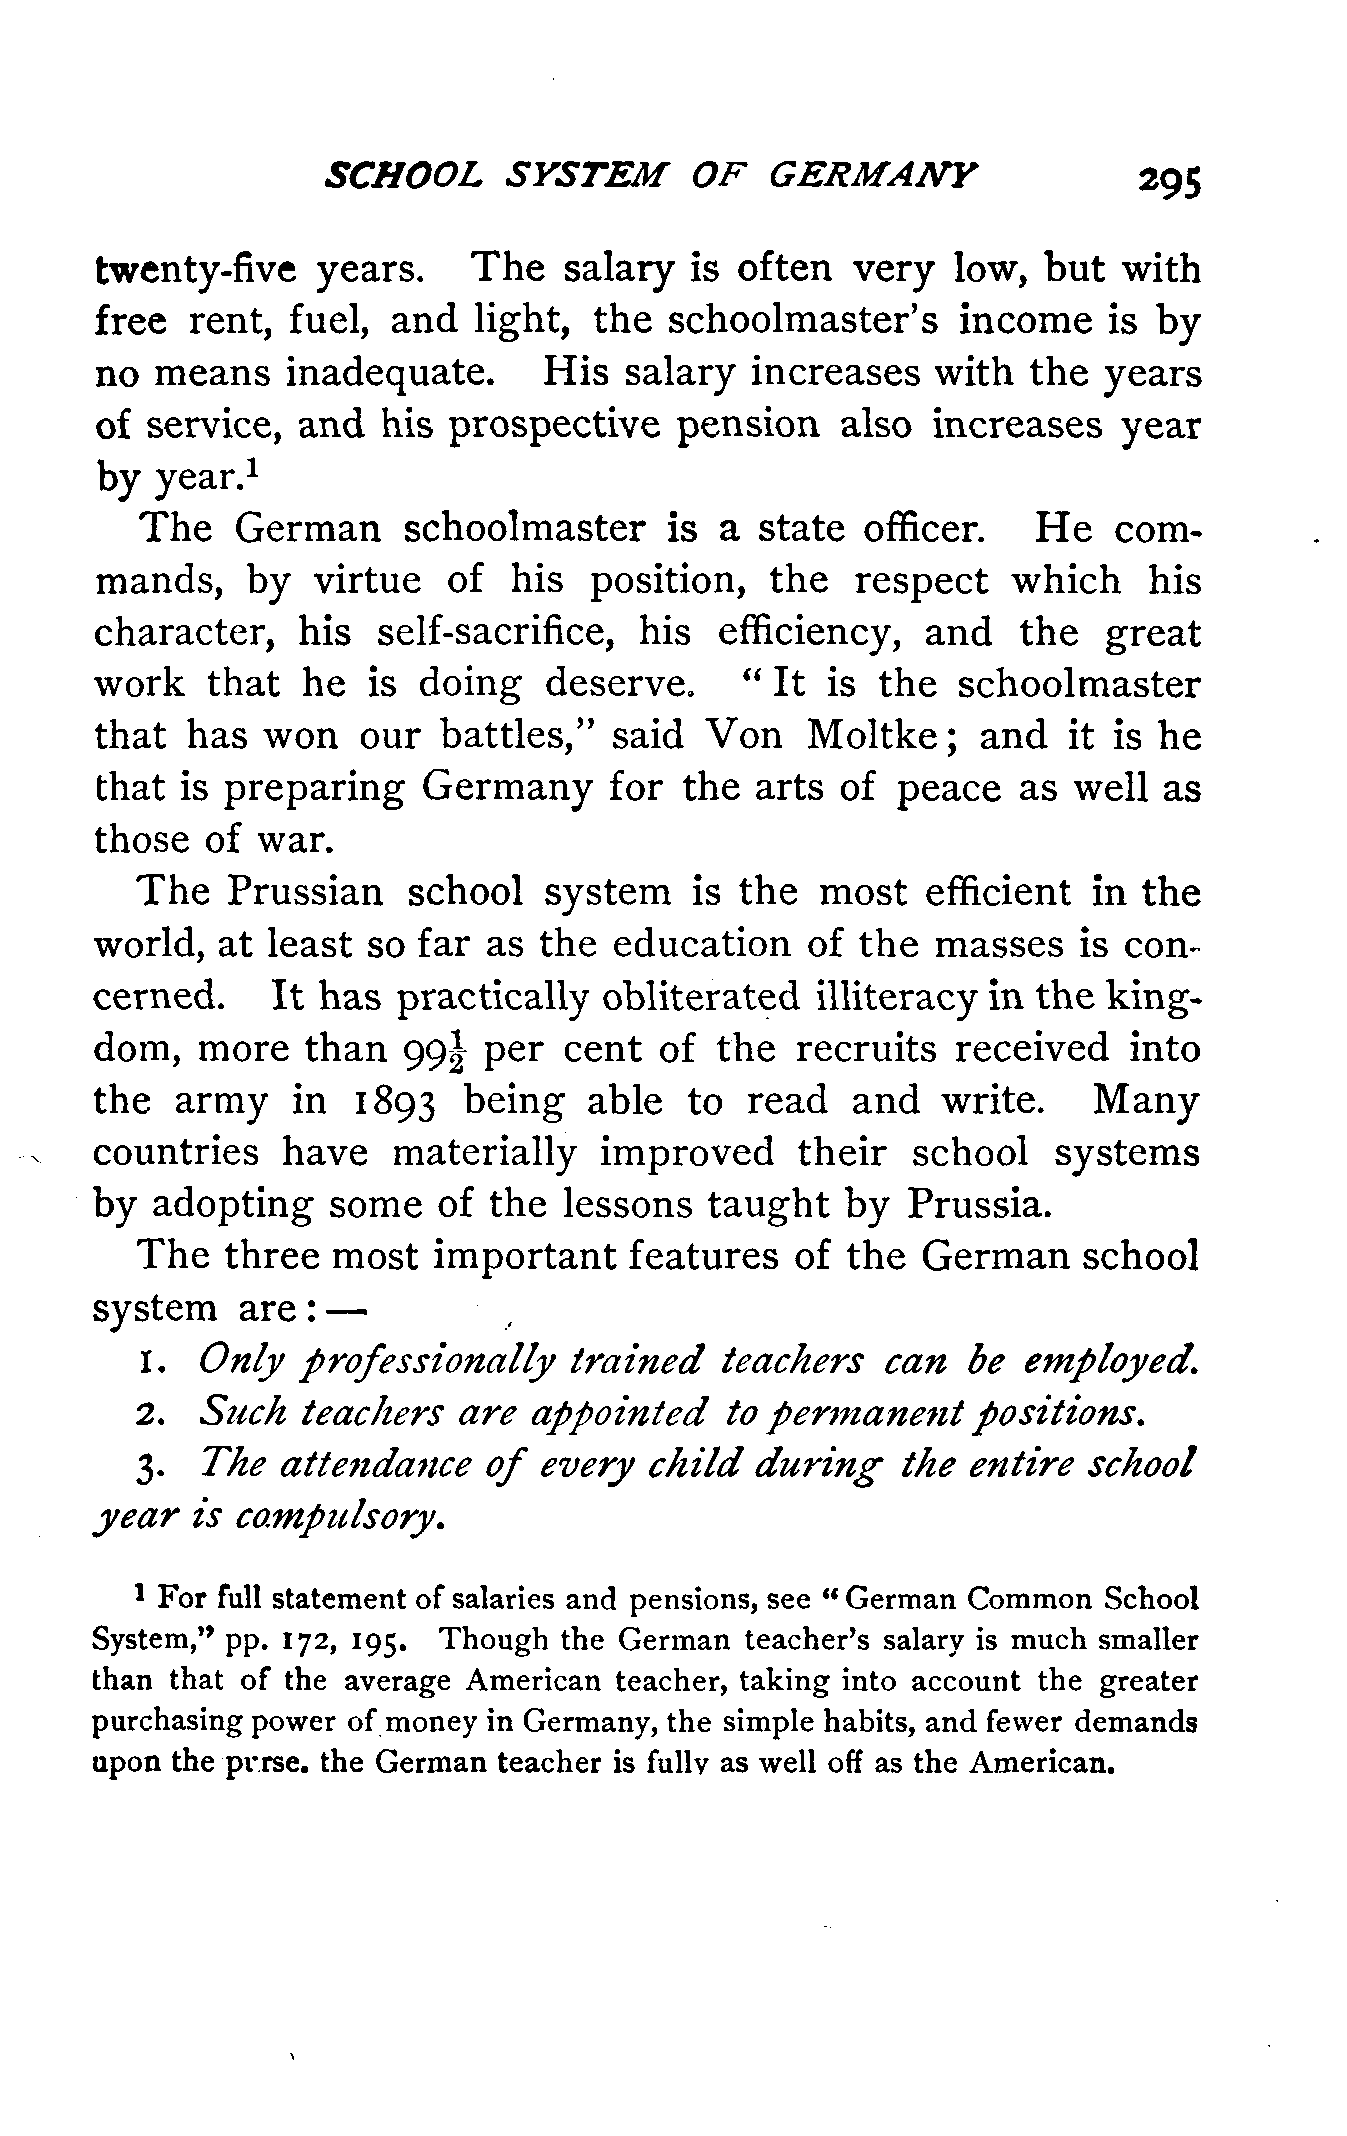 SCHOOL SYSTEM OF GERMANY 295
twenty-five years. The salary is often very low, but with
free rent, fuel, and light, the schoolmaster's income is by
no means inadequate. His salary increases with the years
of service, and his prospective pension also increases year
by year.¹
The German schoolmaster is a state officer. He com-
mands, by virtue of his position, the respect which his
character, his self-sacrifice, his efficiency, and the great
work that he is doing deserve. "It is the schoolmaster
that has won our battles," said Von Moltke; and it is he
that is preparing Germany for the arts of peace as well as
those of war.
The Prussian school system is the most efficient in the
world, at least so far as the education of the masses is con-
cerned. It has practically obliterated illiteracy in the king-
dom, more than 99½ per cent of the recruits received into
the army in 1893 being able to read and write. Many
countries have materially improved their school systems
by adopting some of the lessons taught by Prussia.
The three most important features of the German school
system are: —
1. Only professionally trained teachers can be employed.
2. Such teachers are appointed to permanent positions.
3. The attendance of every child during the entire school
year is compulsory.
¹ For full statement of salaries and pensions, see "German Common School
System," pp. 172, 195. Though the German teacher's salary is much smaller
than that of the average American teacher, taking into account the greater
purchasing power of money in Germany, the simple habits, and fewer demands
upon the purse, the German teacher is fully as well off as the American.